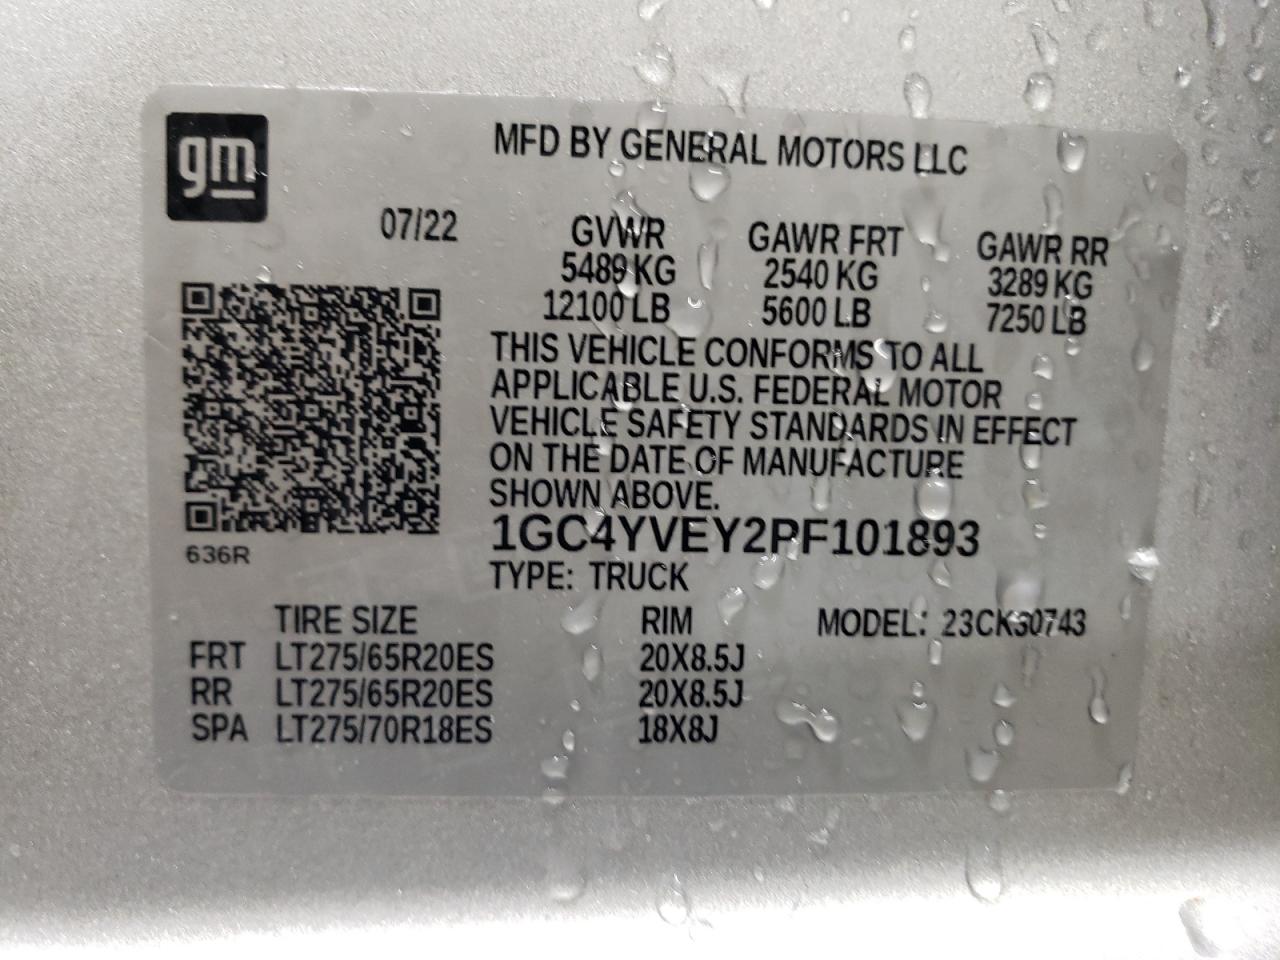 gm
MFD BY GENERAL MOTORS LLC
07/22
GVWR GAWR FRT GAWR RR
5489 KG 2540 KG 3289 KG
12100 LB 5600 LB 7250 LB
THIS VEHICLE CONFORMS TO ALL
APPLICABLE U.S. FEDERAL MOTOR
VEHICLE SAFETY STANDARDS IN EFFECT
ON THE DATE OF MANUFACTURE
SHOWN ABOVE.
1GC4YVEY2PF101893
636R
TYPE: TRUCK
TIRE SIZE RIM MODEL: 23CK30743
FRT LT275/65R20ES 20X8.5J
RR LT275/65R20ES 20X8.5J
SPA LT275/70R18ES 18X8J